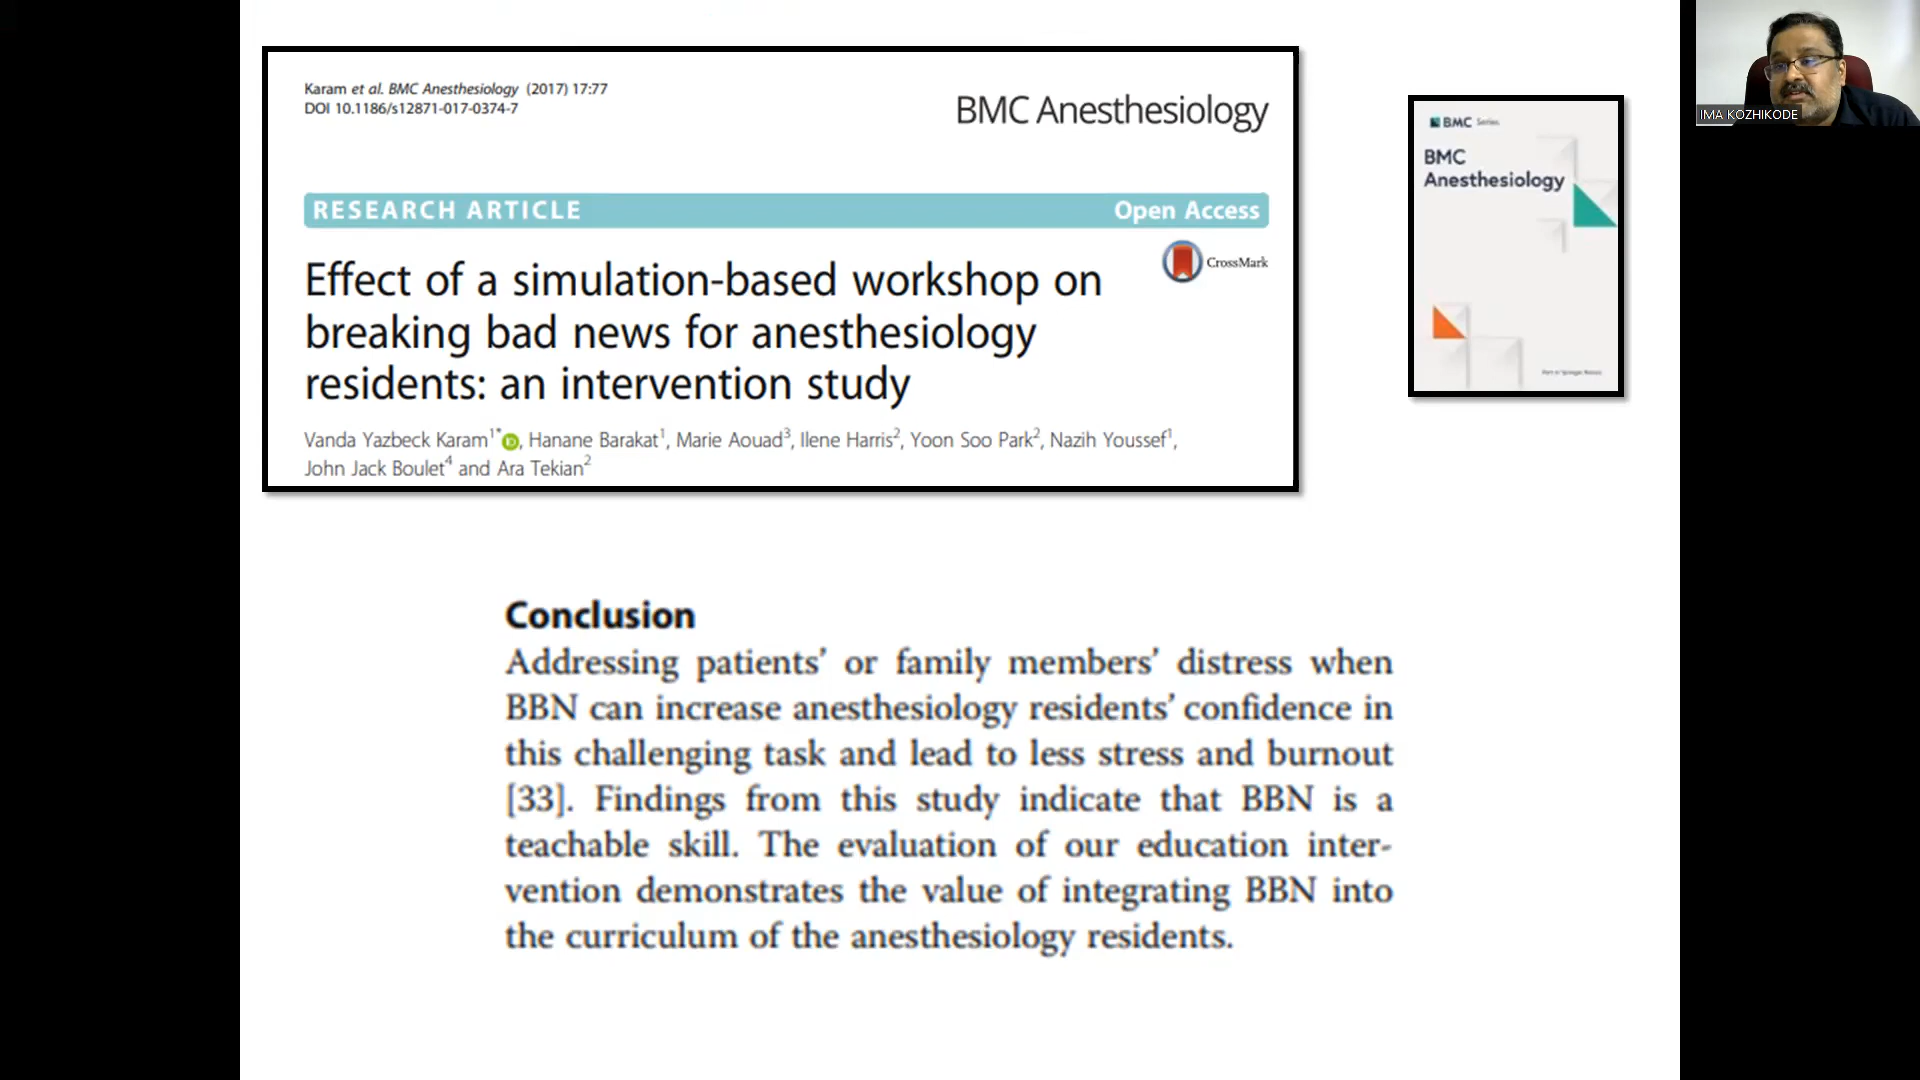 Karam et al. BMC Anesthesiology (2017) 17:77
DOI 10.1186/s12871-017-0374-7
BMC Anesthesiology
RESEARCH ARTICLE
Open Access
CrossMark
Effect of a simulation-based workshop on
breaking bad news for anesthesiology
residents: an intervention study
Vanda Yazbeck Karam1*, Hanane Barakat1, Marie Aouad3, Ilene Harris2, Yoon Soo Park2, Nazih Youssef1,
John Jack Boulet4 and Ara Tekian2
BMC Series
BMC
Anesthesiology
Part of Springer Nature
IMA KOZHIKODE
Conclusion
Addressing patients’ or family members’ distress when
BBN can increase anesthesiology residents’ confidence in
this challenging task and lead to less stress and burnout
[33]. Findings from this study indicate that BBN is a
teachable skill. The evaluation of our education inter-
vention demonstrates the value of integrating BBN into
the curriculum of the anesthesiology residents.